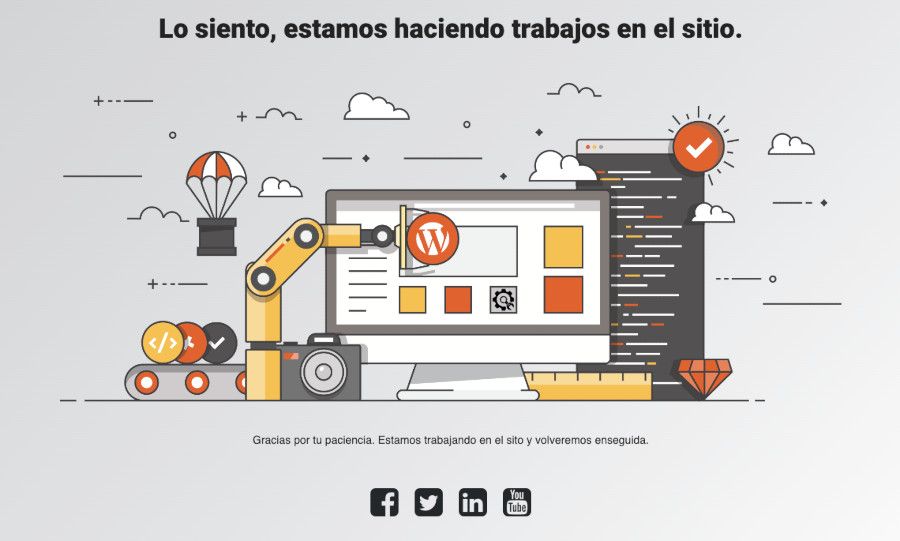 Lo siento, estamos haciendo trabajos en el sitio.
Gracias por tu paciencia. Estamos trabajando en el sito y volveremos enseguida.
You
Tube